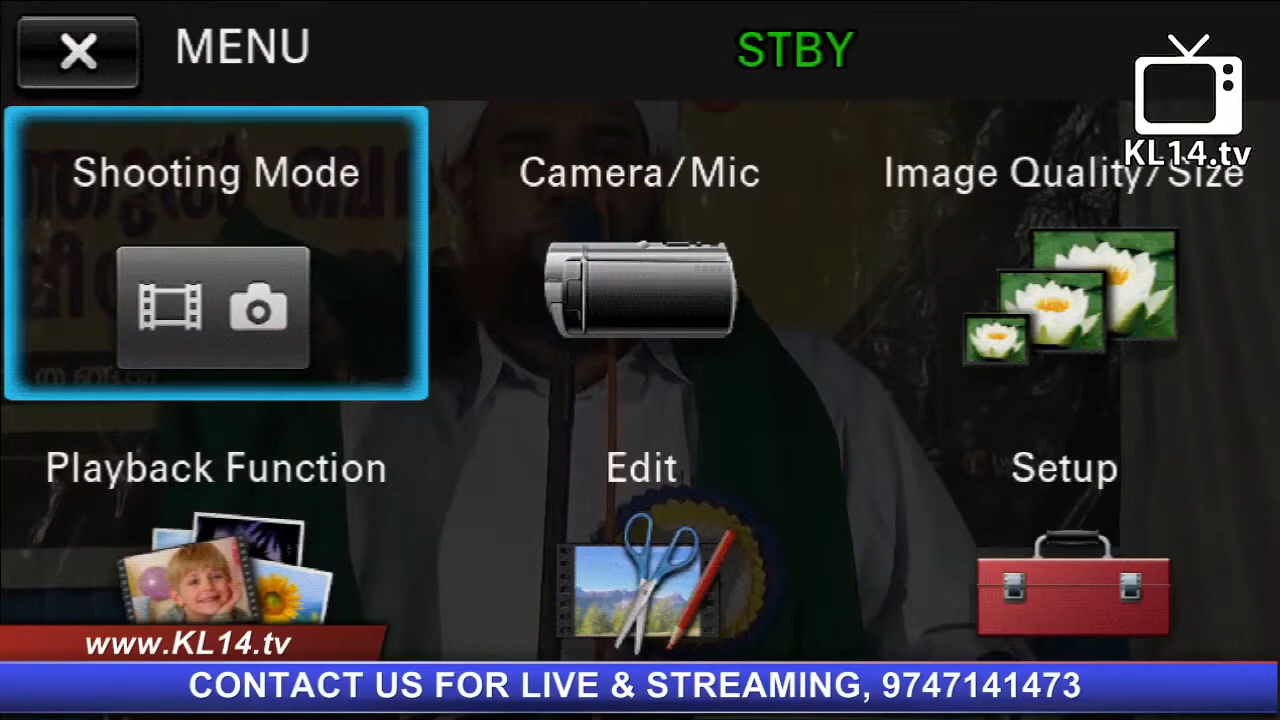 MENU
STBY
KL14.tv
Shooting Mode
Camera/Mic
Image Quality/Size
Playback Function
Edit
Setup
www.KL14.tv
CONTACT US FOR LIVE & STREAMING, 9747141473